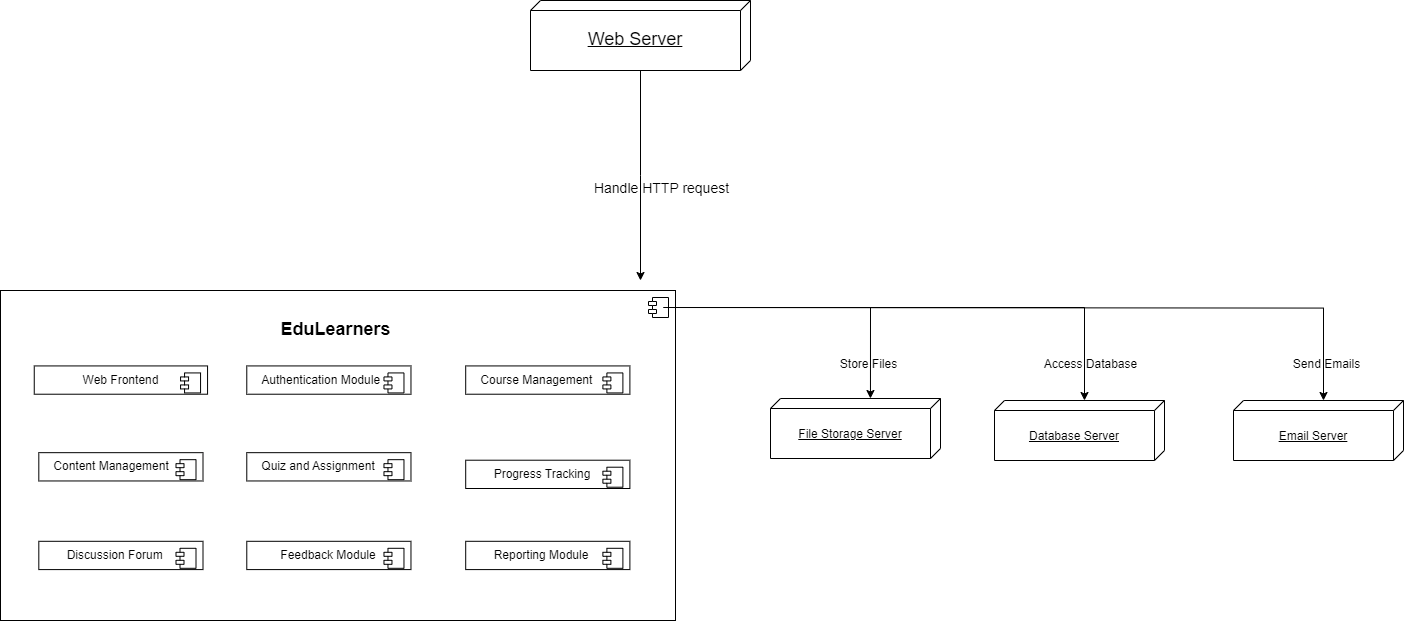 Web Server
Handle HTTP request
EduLearners
Web Frontend
Authentication Module
Course Management
Store Files
Access Database
Send Emails
File Storage Server
Database Server
Email Server
Content Management
Quiz and Assignment
Progress Tracking
Discussion Forum
Feedback Module
Reporting Module